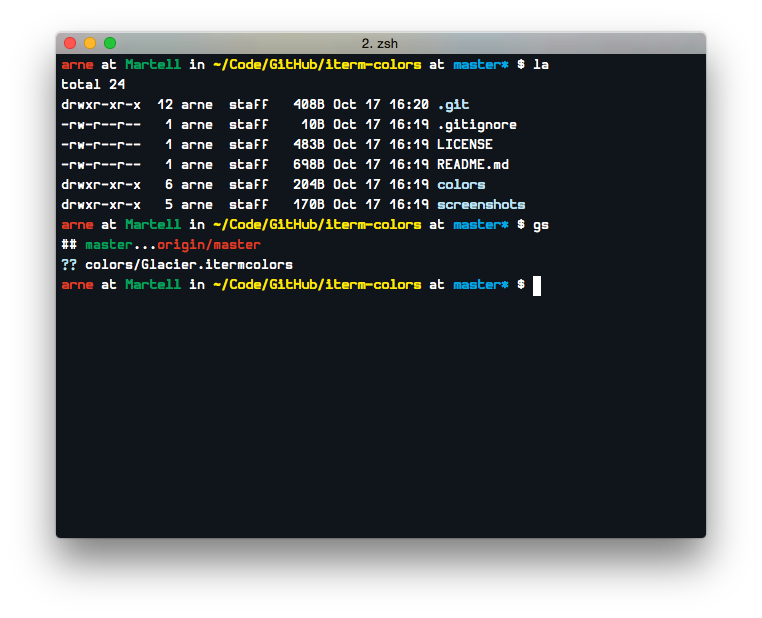 2. zsh
arne at Martell in ~/Code/GitHub/iterm-colors at master* $ la
total 24
drwxr-xr-x  12 arne  staff   408B Oct 17 16:20 .git
-rw-r--r--   1 arne  staff    10B Oct 17 16:19 .gitignore
-rw-r--r--   1 arne  staff   483B Oct 17 16:19 LICENSE
-rw-r--r--   1 arne  staff   698B Oct 17 16:19 README.md
drwxr-xr-x   6 arne  staff   204B Oct 17 16:19 colors
drwxr-xr-x   5 arne  staff   170B Oct 17 16:19 screenshots
arne at Martell in ~/Code/GitHub/iterm-colors at master* $ gs
## master...origin/master
?? colors/Glacier.itermcolors
arne at Martell in ~/Code/GitHub/iterm-colors at master* $